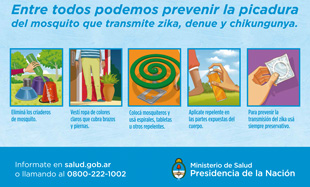 Entre todos podemos prevenir la picadura
del mosquito que transmite zika, denue y chikungunya.
Eliminá los criaderos
de mosquito.
Vestí ropa de colores
claros que cubra brazos
y piernas.
Colocá mosquiteros y
usá espirales, tabletas
u otros repelentes.
Aplicate repelente en
las partes expuestas del
cuerpo.
Para prevenir la
transmisión del zika usá
siempre preservativo.
Informate en salud.gob.ar
o llamando al 0800-222-1002
Ministerio de Salud
Presidencia de la Nación